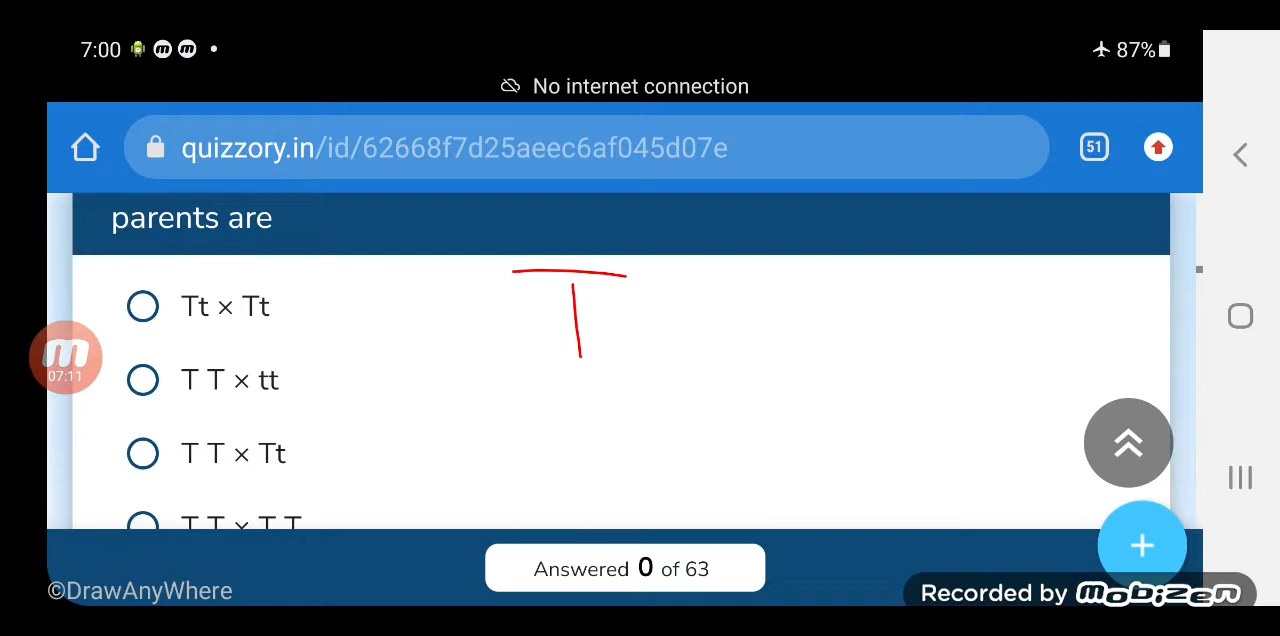 7:00
87%
No internet connection
quizzory.in/id/62668f7d25aeec6af045d07e
51
parents are
T
Tt × Tt
T T × tt
T T × Tt
T T × T T
m
07:11
Answered 0 of 63
©DrawAnyWhere
Recorded by mobizen